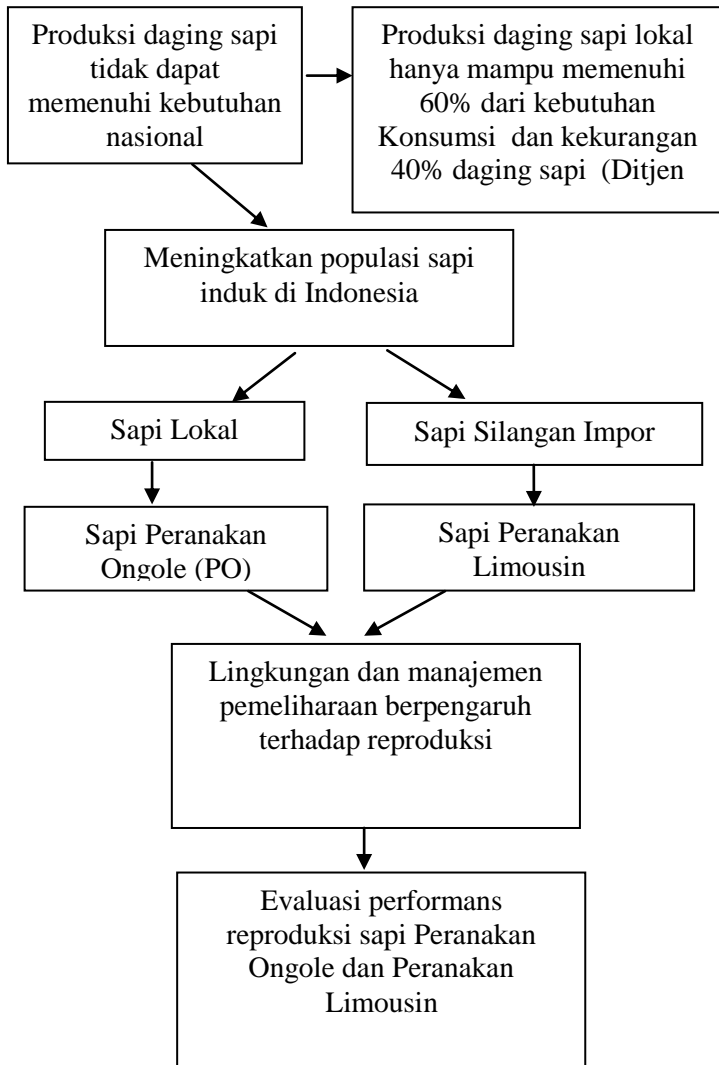 Produksi daging sapi
tidak dapat
memenuhi kebutuhan
nasional
Produksi daging sapi lokal
hanya mampu memenuhi
60% dari kebutuhan
Konsumsi dan kekurangan
40% daging sapi (Ditjen
Meningkatkan populasi sapi
induk di Indonesia
Sapi Lokal
Sapi Silangan Impor
Sapi Peranakan
Ongole (PO)
Sapi Peranakan
Limousin
Lingkungan dan manajemen
pemeliharaan berpengaruh
terhadap reproduksi
Evaluasi performans
reproduksi sapi Peranakan
Ongole dan Peranakan
Limousin